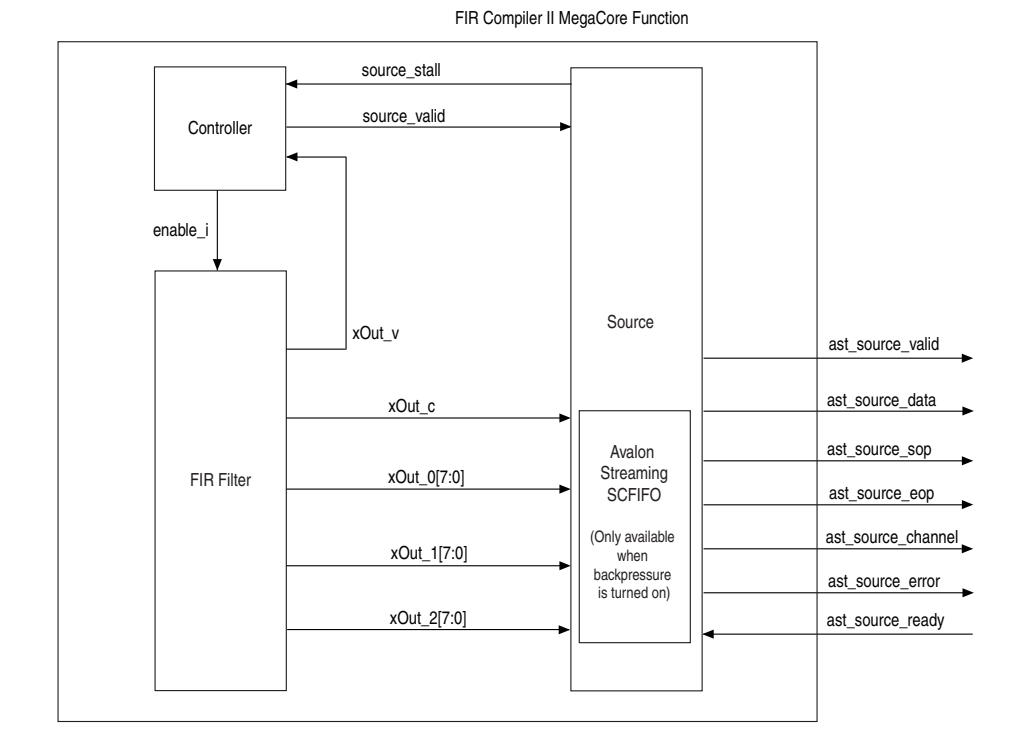 FIR Compiler II MegaCore Function
source_stall
Controller
source_valid
enable_i
xOut_v
FIR Filter
xOut_c
xOut_0[7:0]
xOut_1[7:0]
xOut_2[7:0]
Source
Avalon
Streaming
SCFIFO
(Only available
when
backpressure
is turned on)
ast_source_valid
ast_source_data
ast_source_sop
ast_source_eop
ast_source_channel
ast_source_error
ast_source_ready